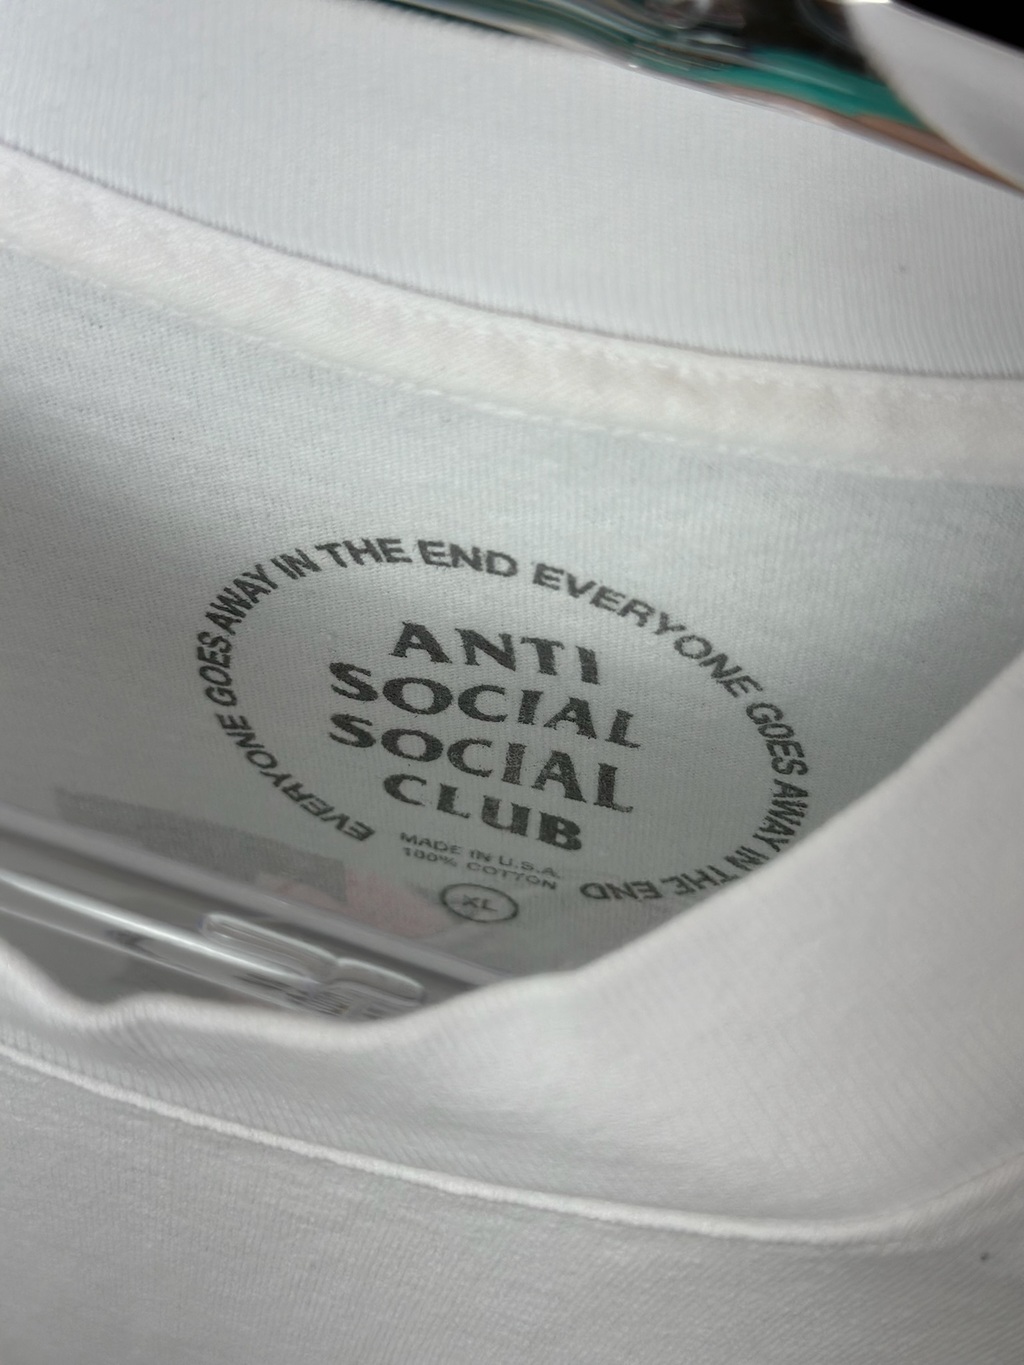 EVERYONE GOES AWAY IN THE END EVERYONE GOES AWAY IN THE END
ANTI
SOCIAL
SOCIAL
CLUB
MADE IN U.S.A.
100% COTTON
XL